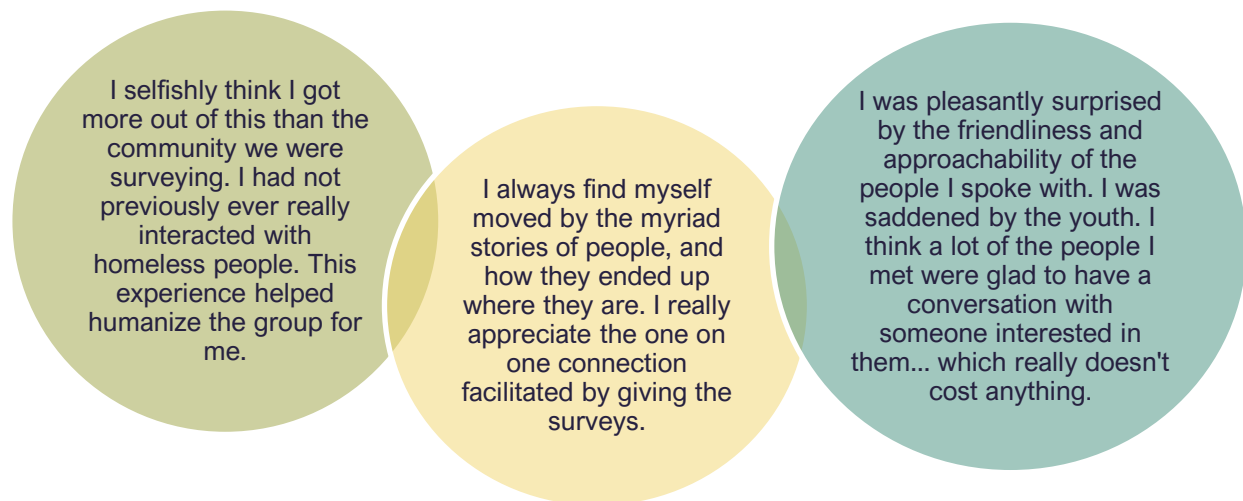 I selfishly think I got
more out of this than the
community we were
surveying. I had not
previously ever really
interacted with
homeless people. This
experience helped
humanize the group for
me.
I always find myself
moved by the myriad
stories of people, and
how they ended up
where they are. I really
appreciate the one on
one connection
facilitated by giving the
surveys.
I was pleasantly surprised
by the friendliness and
approachability of the
people I spoke with. I was
saddened by the youth. I
think a lot of the people I
met were glad to have a
conversation with
someone interested in
them... which really doesn't
cost anything.